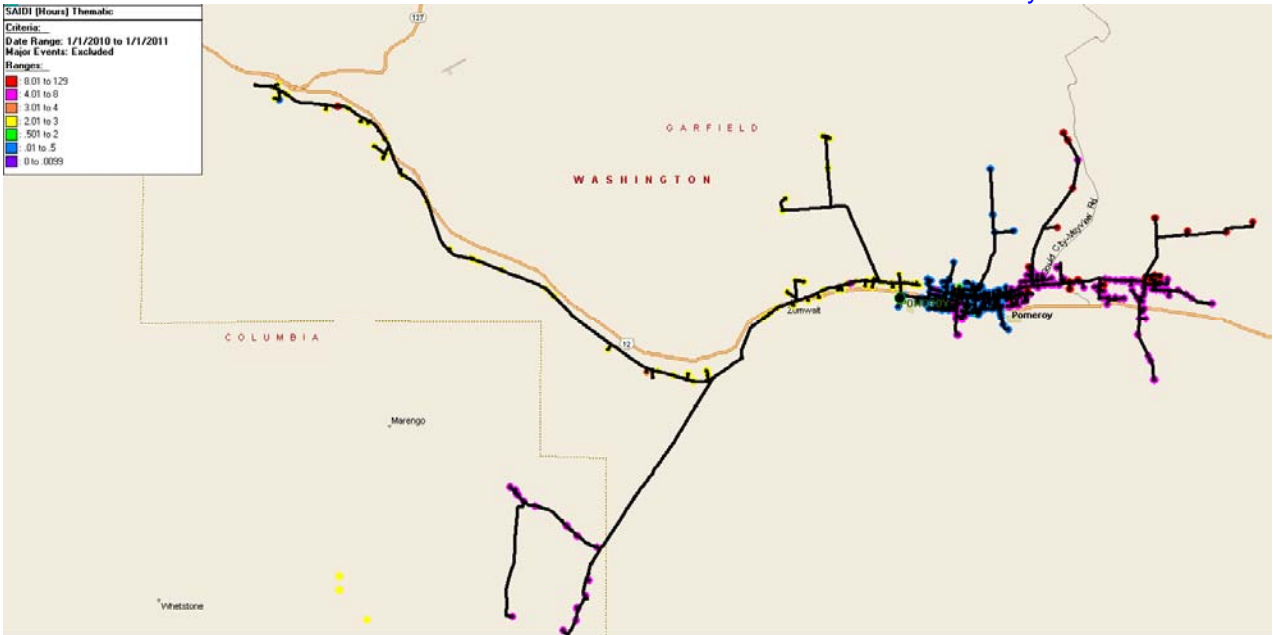 SAIDI (Hours) Thematic
Criteria:
Date Range: 1/1/2010 to 1/1/2011
Major Events: Excluded
Ranges:
: 8.01 to 129
: 4.01 to 8
: 3.01 to 4
: 2.01 to 3
: .501 to 2
: .01 to .5
: 0 to .0099
127
GARFIELD
WASHINGTON
Zumwalt
Pomeroy
COLUMBIA
12
Marengo
Whetstone